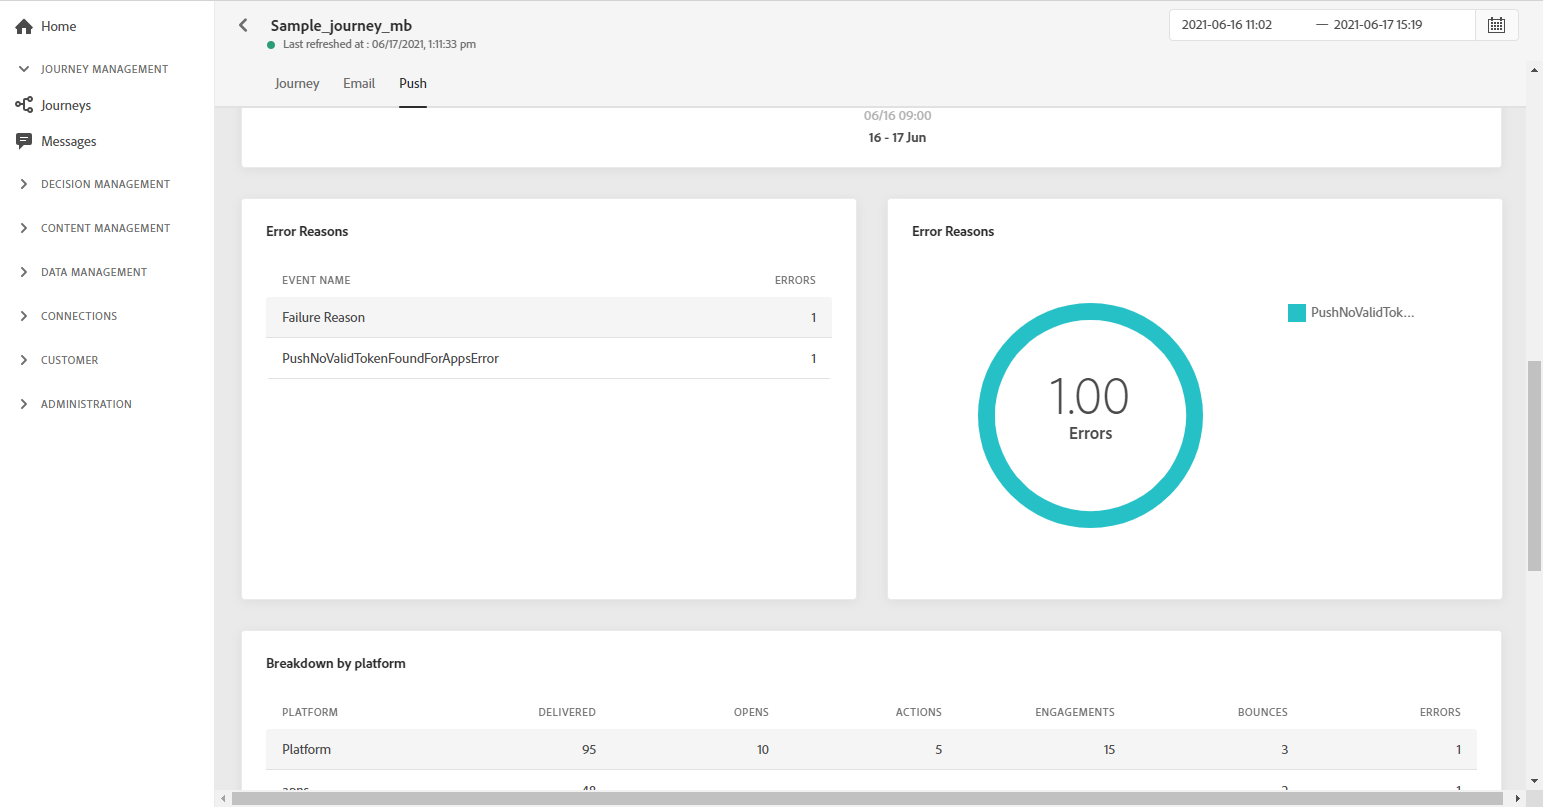 Home
JOURNEY MANAGEMENT
Journeys
Messages
DECISION MANAGEMENT
CONTENT MANAGEMENT
DATA MANAGEMENT
CONNECTIONS
CUSTOMER
ADMINISTRATION
Sample_journey_mb
Last refreshed at : 06/17/2021, 1:11:33 pm
2021-06-16 11:02 — 2021-06-17 15:19
Journey Email Push
06/16 09:00
16 - 17 Jun
Error Reasons
EVENT NAME ERRORS
Failure Reason 1
PushNoValidTokenFoundForAppsError 1
Error Reasons
1.00
Errors
PushNoValidTok...
Breakdown by platform
PLATFORM DELIVERED OPENS ACTIONS ENGAGEMENTS BOUNCES ERRORS
Platform 95 10 5 15 3 1